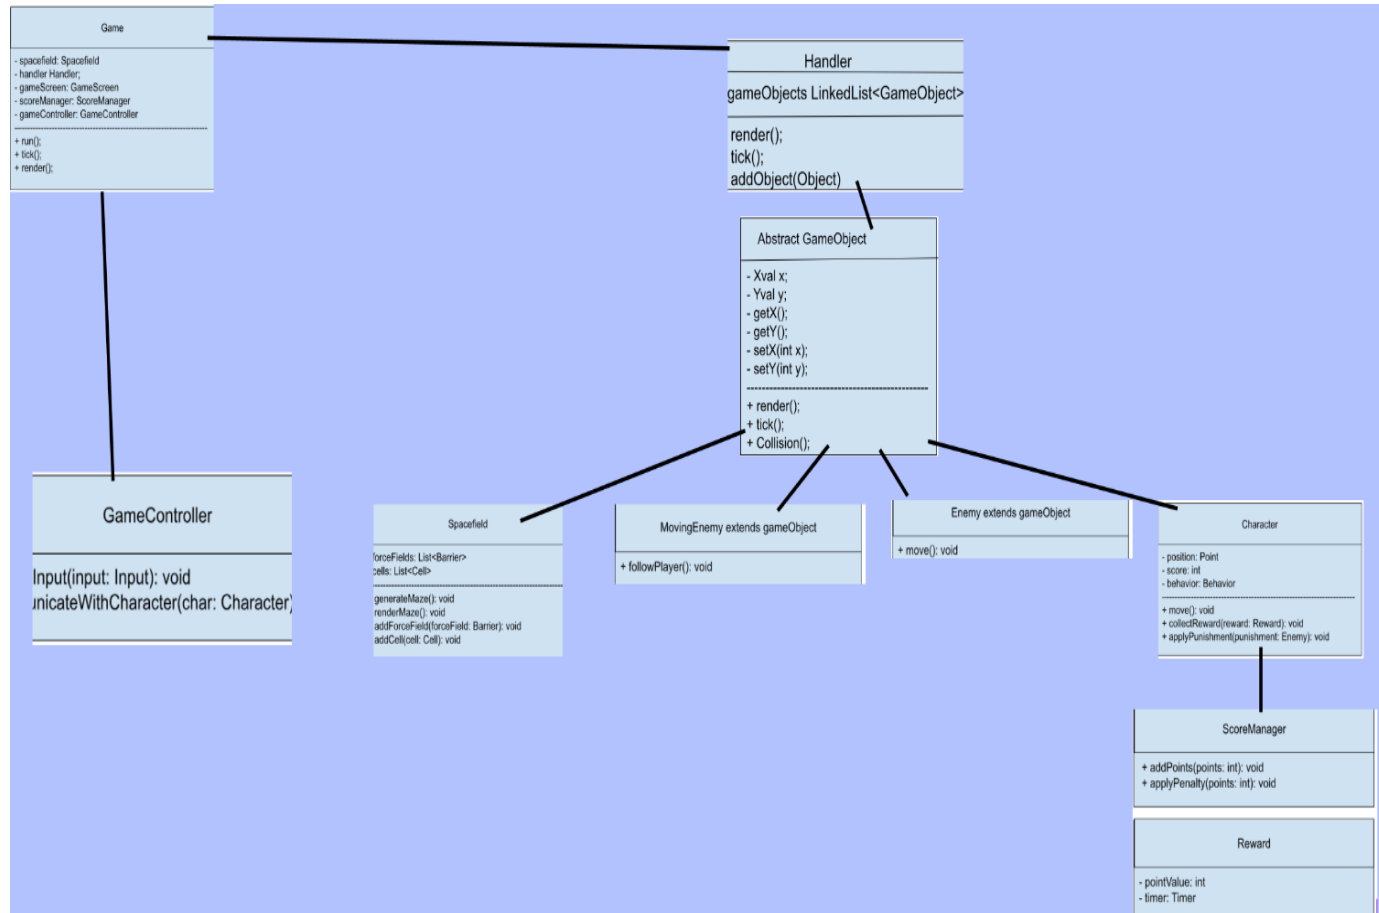 Game
- spacefield: Spacefield
- handler Handler;
- gameScreen: GameScreen
- scoreManager: ScoreManager
- gameController: GameController
+ run();
+ tick();
+ render();
Handler
gameObjects LinkedList<GameObject>
render();
tick();
addObject(Object)
Abstract GameObject
- Xval x;
- Yval y;
- getX();
- getY();
- setX(int x);
- setY(int y);
+ render();
+ tick();
+ Collision();
GameController
Input(input: Input): void
unicateWithCharacter(char: Character)
Spacefield
forceFields: List<Barrier>
cells: List<Cell>
generateMaze(): void
renderMaze(): void
addForceField(forceField: Barrier): void
addCell(cell: Cell): void
MovingEnemy extends gameObject
+ followPlayer(): void
Enemy extends gameObject
+ move(): void
Character
- position: Point
- score: int
- behavior: Behavior
+ move(): void
+ collectReward(reward: Reward): void
+ applyPunishment(punishment: Enemy): void
ScoreManager
+ addPoints(points: int): void
+ applyPenalty(points: int): void
Reward
- pointValue: int
- timer: Timer